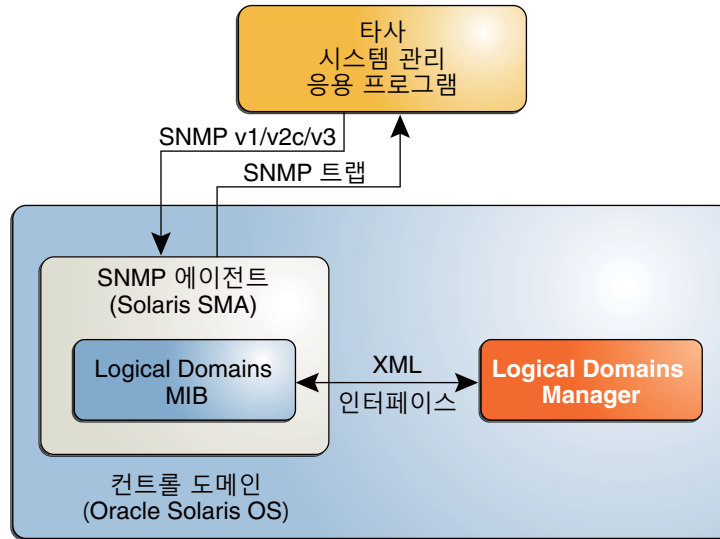 타사
시스템 관리
응용 프로그램
SNMP v1/v2c/v3
SNMP 트랩
SNMP 에이전트
(Solaris SMA)
Logical Domains
MIB
XML
인터페이스
Logical Domains
Manager
컨트롤 도메인
(Oracle Solaris OS)